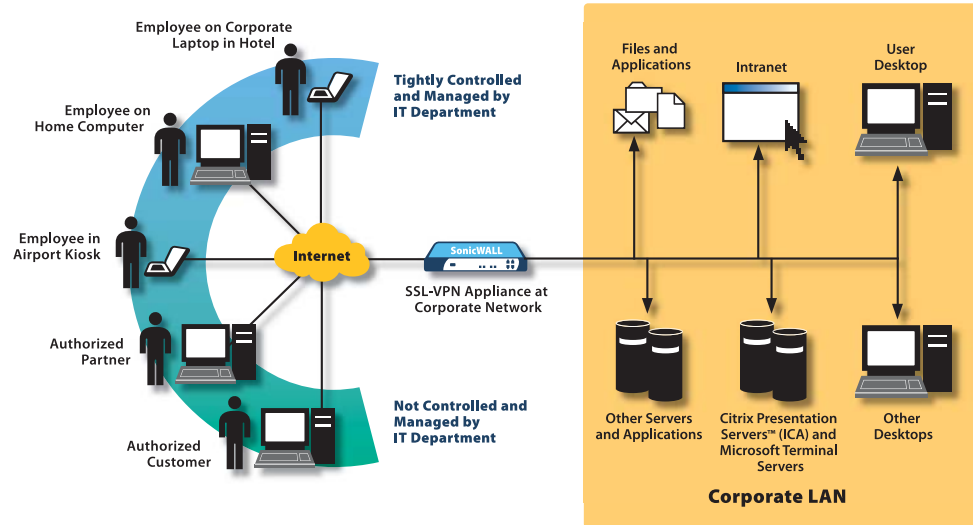 Employee on Corporate
Laptop in Hotel
Tightly Controlled
and Managed by
IT Department
Employee on
Home Computer
Employee in
Airport Kiosk
Internet
SonicWALL
SSL-VPN Appliance at
Corporate Network
Authorized
Partner
Not Controlled and
Managed by
IT Department
Authorized
Customer
Files and
Applications
Intranet
User
Desktop
Other Servers
and Applications
Citrix Presentation
Servers™ (ICA) and
Microsoft Terminal
Servers
Other
Desktops
Corporate LAN